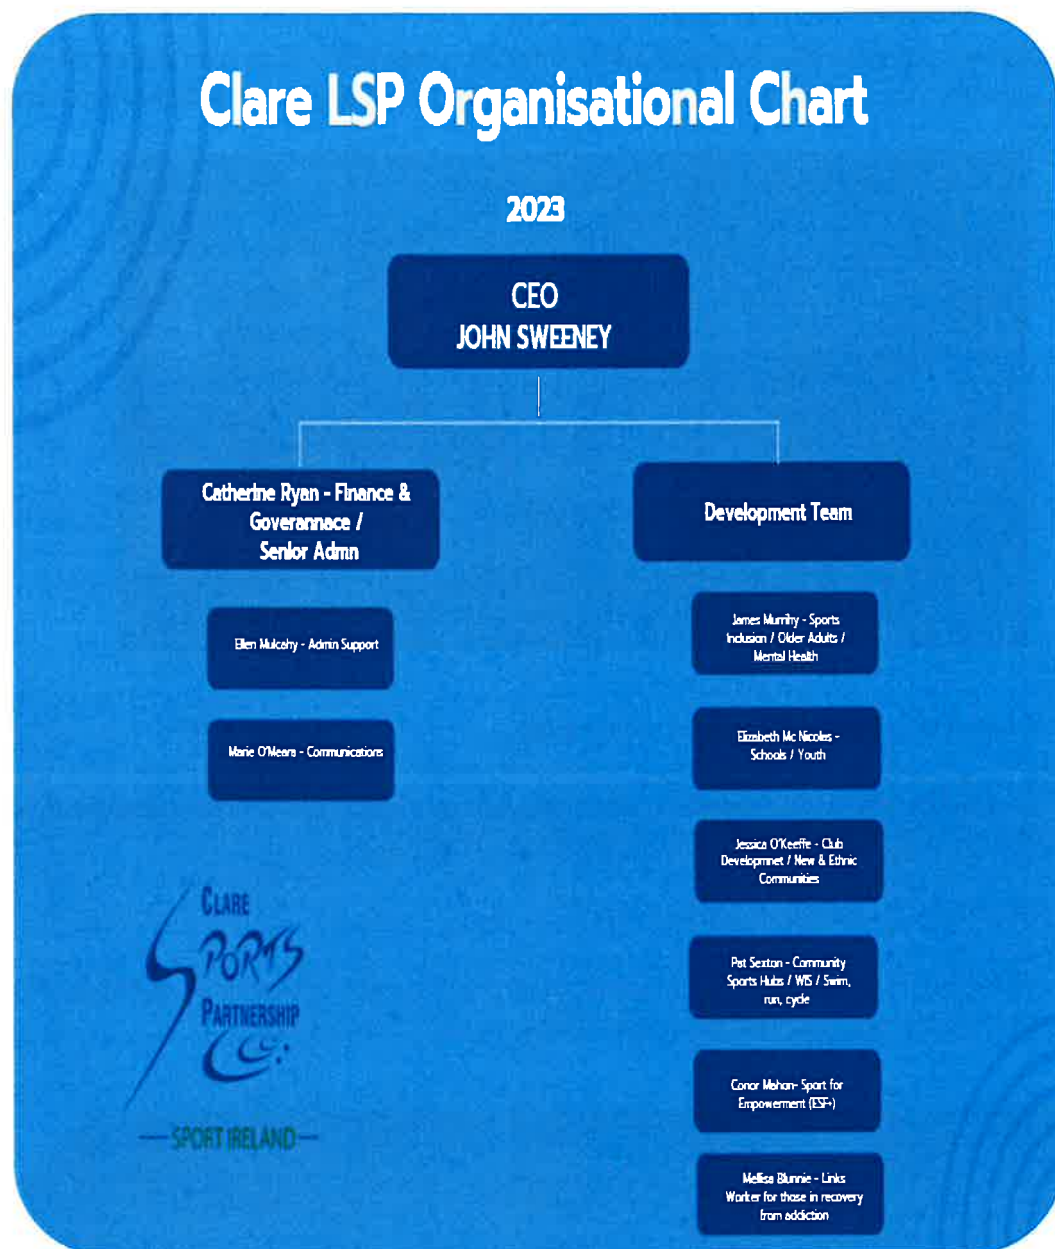 Clare LSP Organisational Chart
2023
CEO
JOHN SWEENEY
Catherine Ryan - Finance &
Goverannace /
Senior Admn
Ellen Mulcahy - Admin Support
Marie O'Meara - Communications
Development Team
James Murrihy - Sports
Inclusion / Older Adults /
Mental Health
Elizabeth Mc Nicoles -
Schools / Youth
Jessica O'Keeffe - Club
Developmnet / New & Ethnic
Communities
Pat Sexton - Community
Sports Hubs / WIS / Swim,
run, cycle
Conor Mahon- Sport for
Empowerment (ESF+)
Mellisa Blunnie - Links
Worker for those in recovery
from addiction
CLARE
SPORTS
PARTNERSHIP
SPORT IRELAND